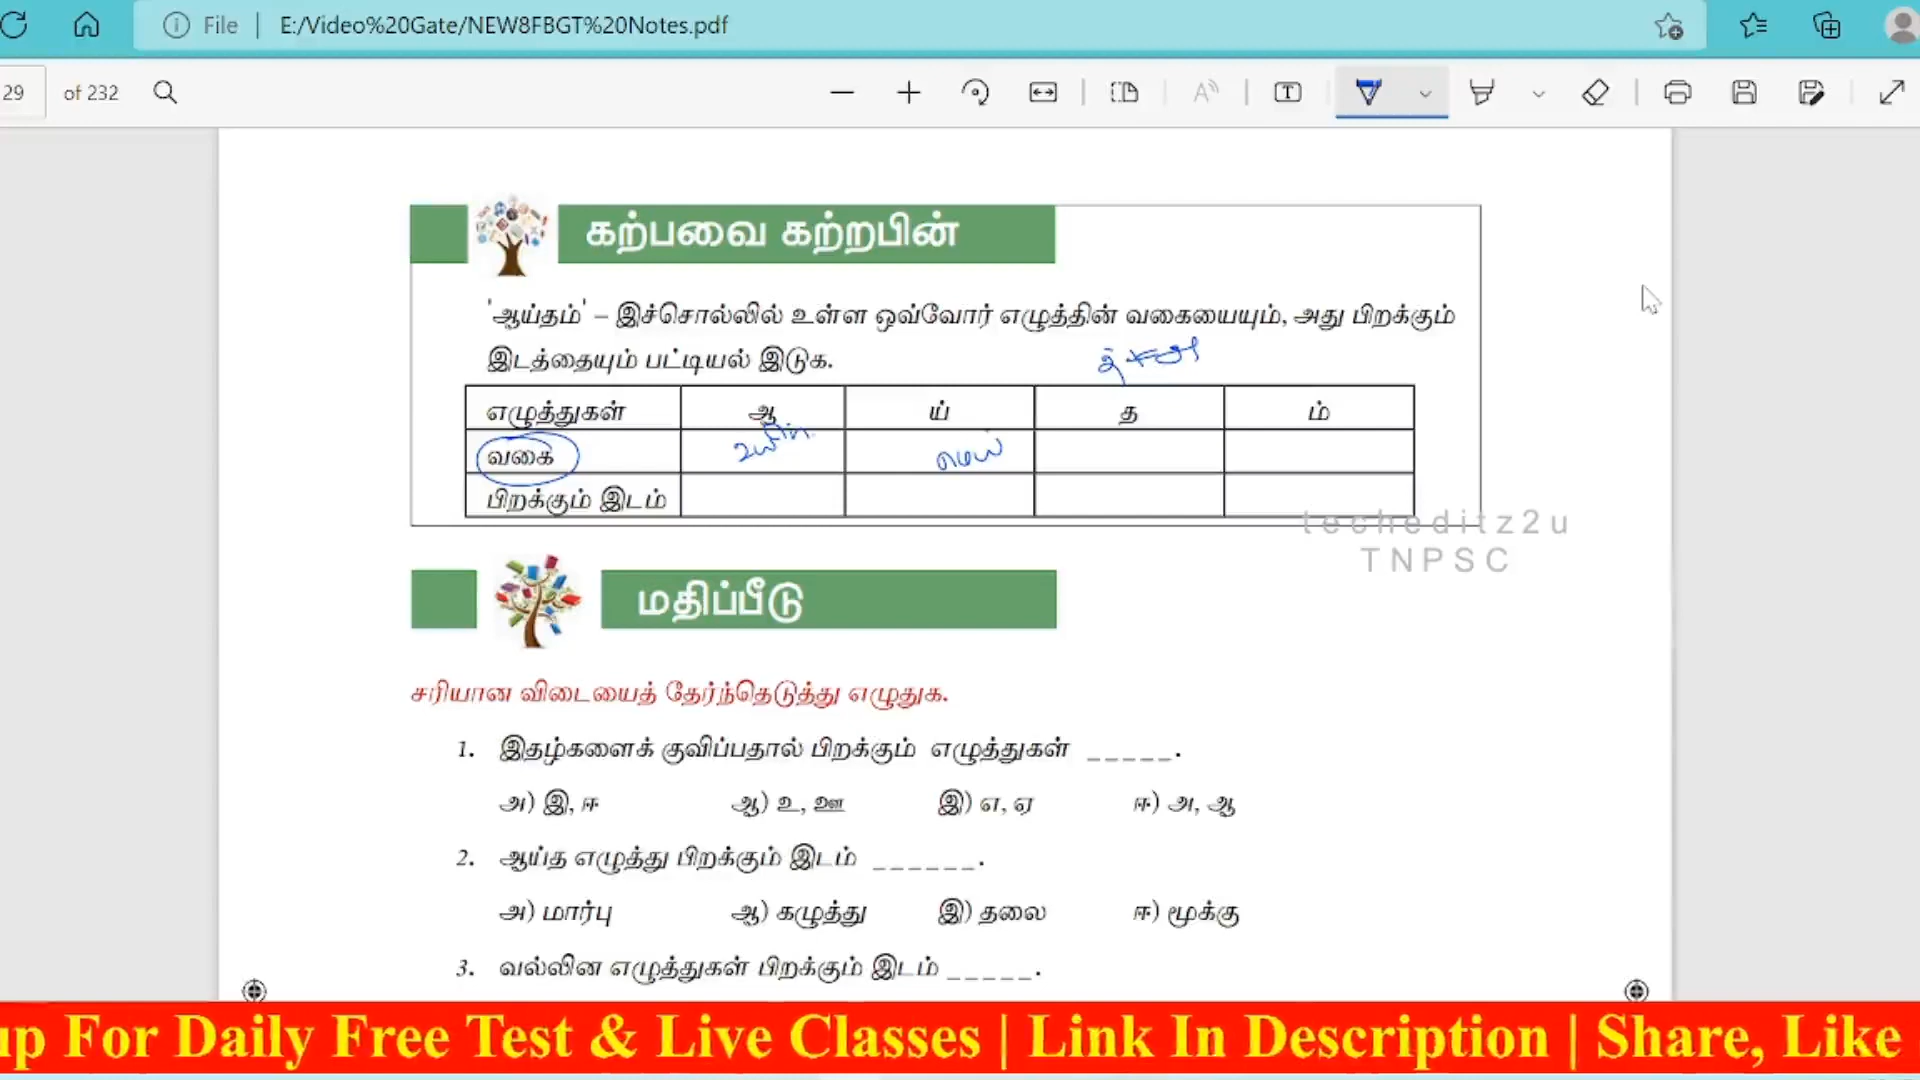 File | E:/Video%20Gate/NEW8FBGT%20Notes.pdf
29 of 232
கற்பவை கற்றபின்
'ஆய்தம்' – இச்சொல்லில் உள்ள ஒவ்வோர் எழுத்தின் வகையையும், அது பிறக்கும்
இடத்தையும் பட்டியல் இடுக.
த்+அ
எழுத்துகள் ஆ ய் த ம்
வகை உயிர் மெய்
பிறக்கும் இடம்
techeditz2u
TNPSC
மதிப்பீடு
சரியான விடையைத் தேர்ந்தெடுத்து எழுதுக.
1. இதழ்களைக் குவிப்பதால் பிறக்கும் எழுத்துகள் _____.
அ) இ, ஈ ஆ) உ, ஊ இ) எ, ஏ ஈ) அ, ஆ
2. ஆய்த எழுத்து பிறக்கும் இடம் ______.
அ) மார்பு ஆ) கழுத்து இ) தலை ஈ) மூக்கு
3. வல்லின எழுத்துகள் பிறக்கும் இடம் _____.
up For Daily Free Test & Live Classes | Link In Description | Share, Like